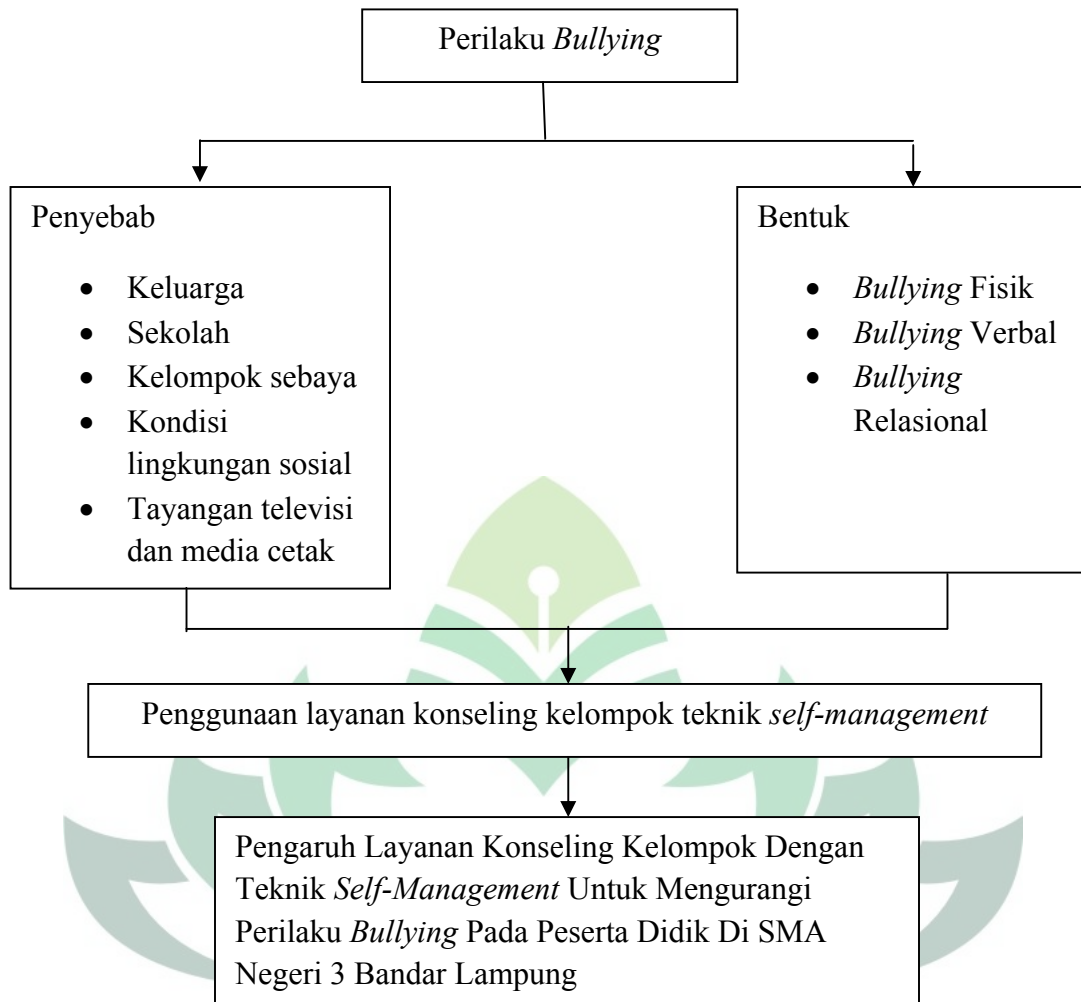 Perilaku Bullying
Penyebab
• Keluarga
• Sekolah
• Kelompok sebaya
• Kondisi
lingkungan sosial
• Tayangan televisi
dan media cetak
Bentuk
• Bullying Fisik
• Bullying Verbal
• Bullying
Relasional
Penggunaan layanan konseling kelompok teknik self-management
Pengaruh Layanan Konseling Kelompok Dengan
Teknik Self-Management Untuk Mengurangi
Perilaku Bullying Pada Peserta Didik Di SMA
Negeri 3 Bandar Lampung